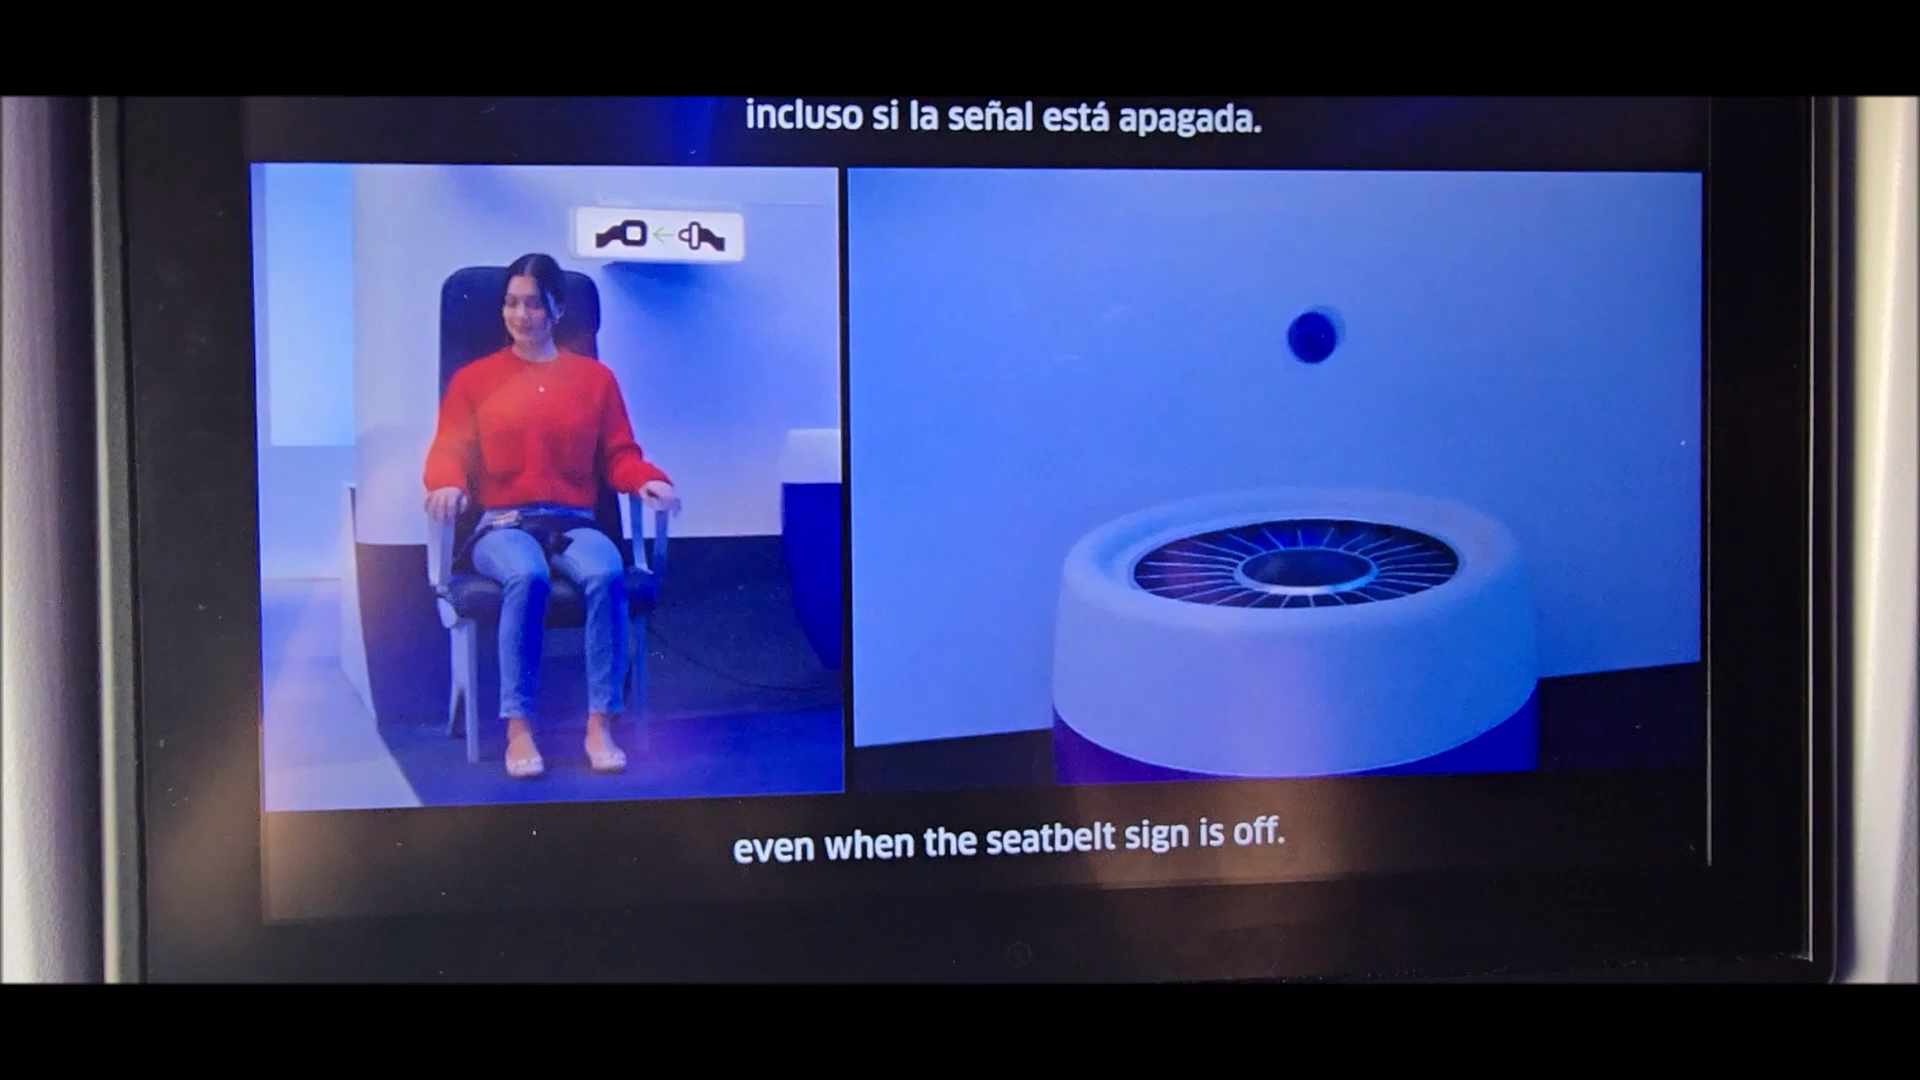 incluso si la señal está apagada.
even when the seatbelt sign is off.